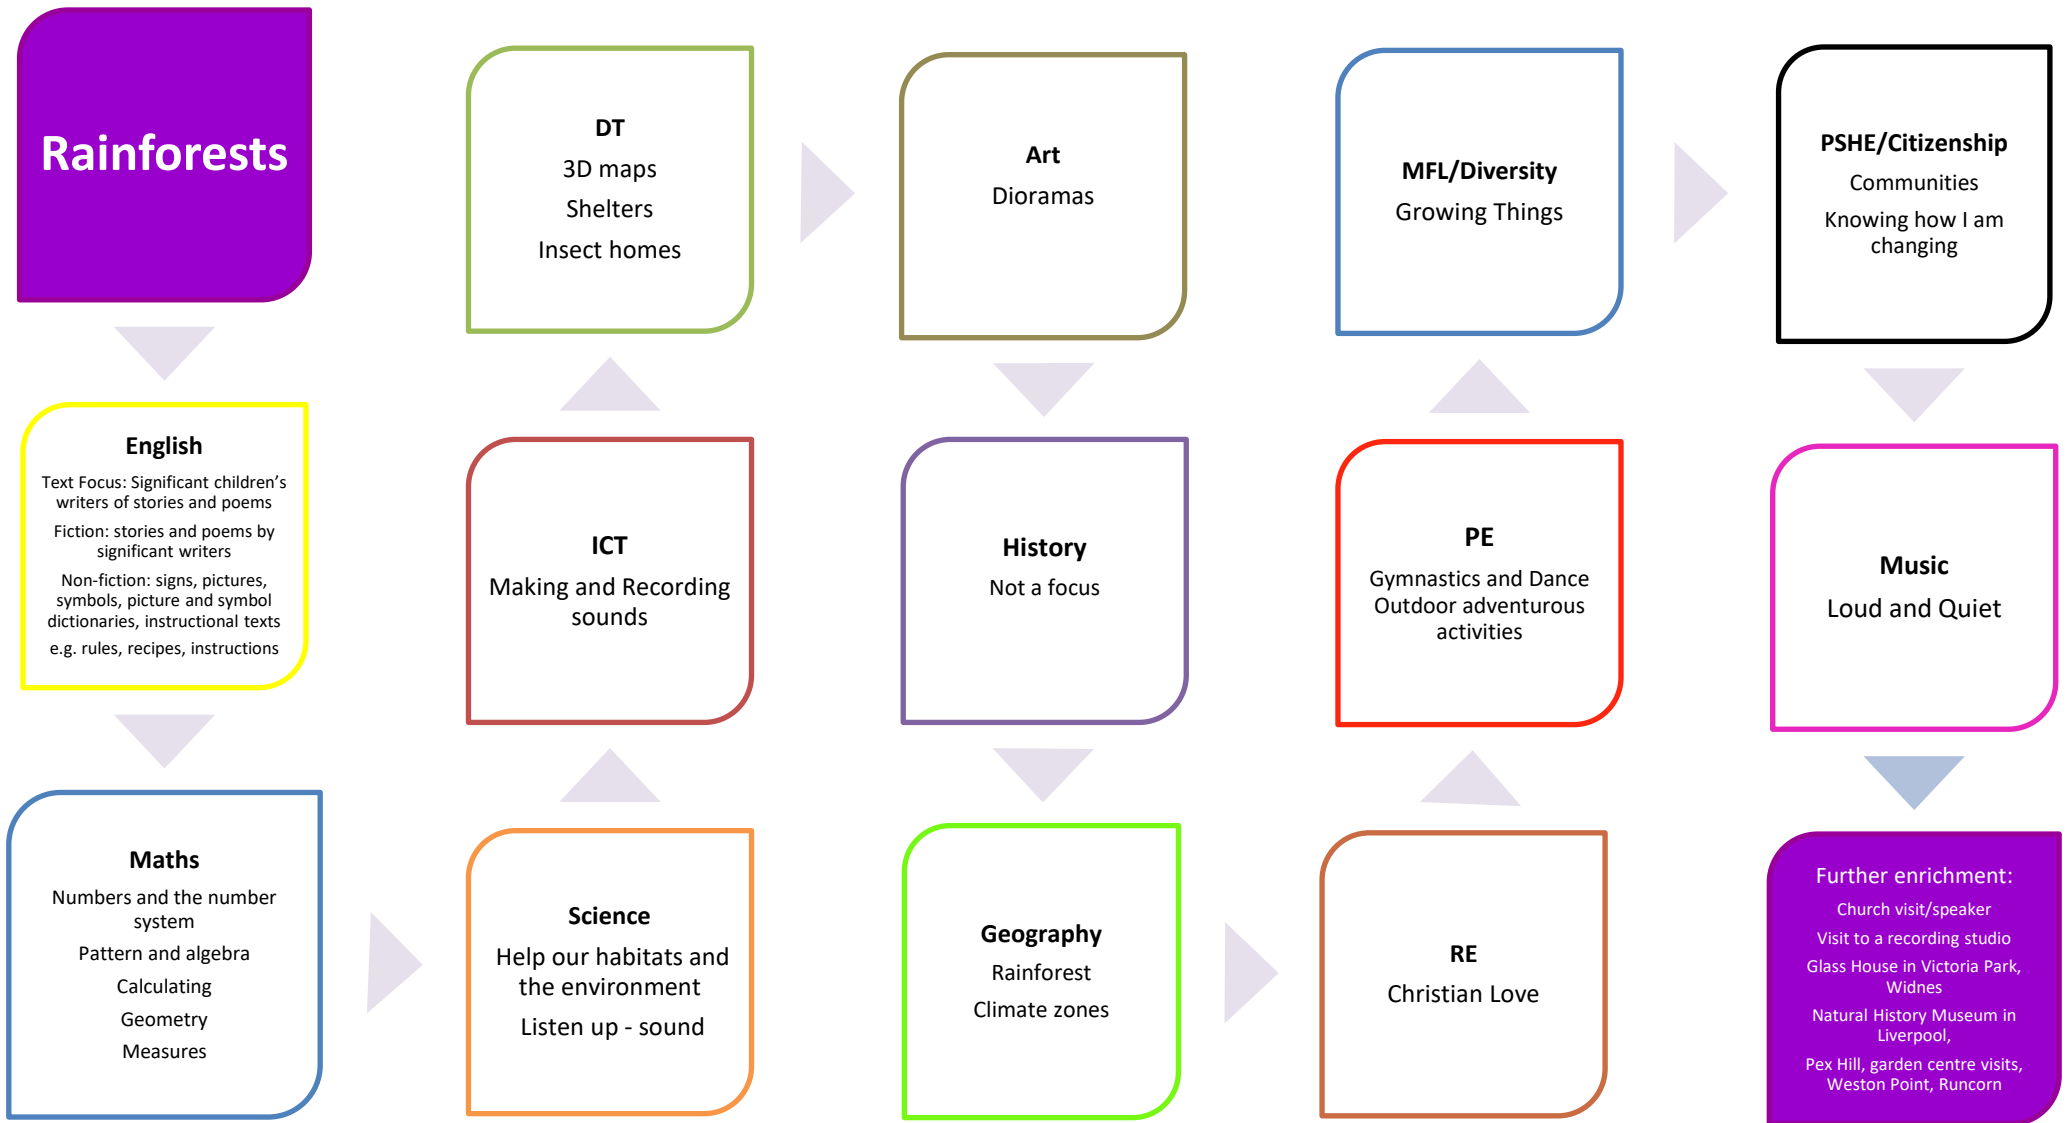 Rainforests
English
Text Focus: Significant children's
writers of stories and poems
Fiction: stories and poems by
significant writers
Non-fiction: signs, pictures,
symbols, picture and symbol
dictionaries, instructional texts
e.g. rules, recipes, instructions
Maths
Numbers and the number
system
Pattern and algebra
Calculating
Geometry
Measures
Science
Help our habitats and
the environment
Listen up - sound
ICT
Making and Recording
sounds
DT
3D maps
Shelters
Insect homes
Art
Dioramas
History
Not a focus
Geography
Rainforest
Climate zones
RE
Christian Love
PE
Gymnastics and Dance
Outdoor adventurous
activities
MFL/Diversity
Growing Things
PSHE/Citizenship
Communities
Knowing how I am
changing
Music
Loud and Quiet
Further enrichment:
Church visit/speaker
Visit to a recording studio
Glass House in Victoria Park,
Widnes
Natural History Museum in
Liverpool,
Pex Hill, garden centre visits,
Weston Point, Runcorn